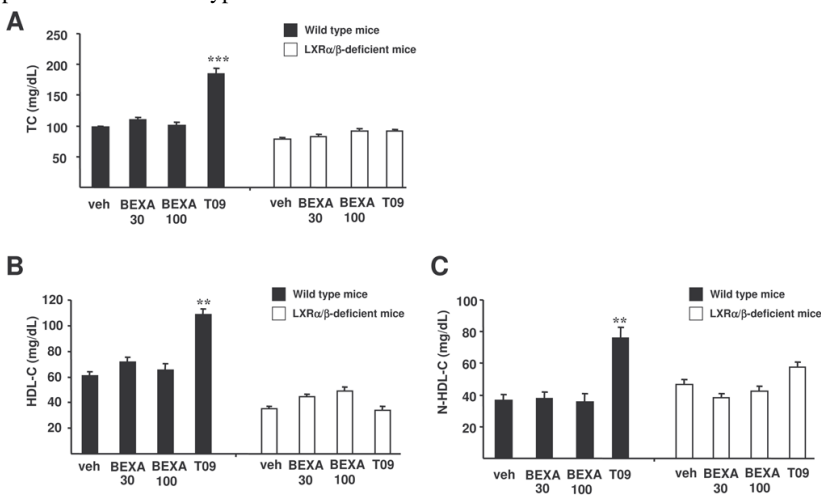 A
TC (mg/dL)
250
200
150
100
50
***
Wild type mice
LXRα/β-deficient mice
veh BEXA BEXA T09 veh BEXA BEXA T09
30 100 30 100
B
HDL-C (mg/dL)
120
100
80
60
40
20
**
Wild type mice
LXRα/β-deficient mice
veh BEXA BEXA T09 veh BEXA BEXA T09
30 100 30 100
C
N-HDL-C (mg/dL)
100
80
60
40
20
**
Wild type mice
LXRα/β-deficient mice
veh BEXA BEXA T09 veh BEXA BEXA T09
30 100 30 100